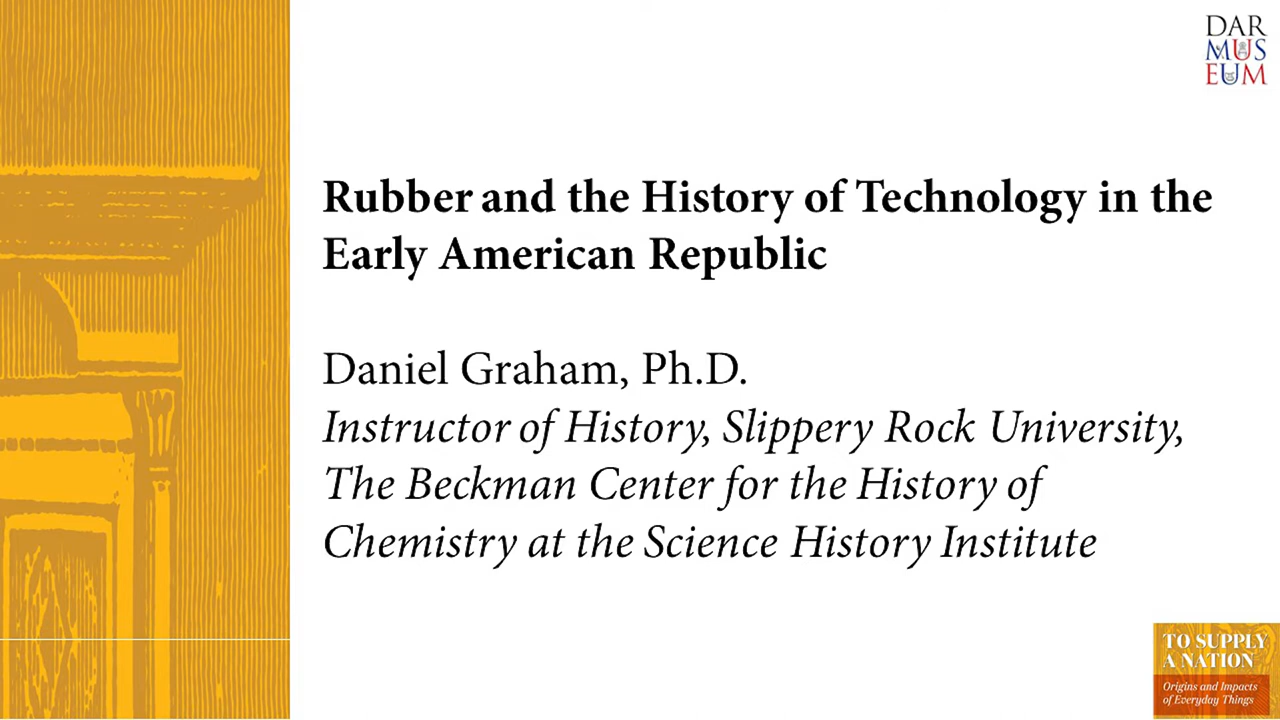 DAR
MUS
EUM
Rubber and the History of Technology in the
Early American Republic
Daniel Graham, Ph.D.
Instructor of History, Slippery Rock University,
The Beckman Center for the History of
Chemistry at the Science History Institute
TO SUPPLY
A NATION
Origins and Impacts
of Everyday Things